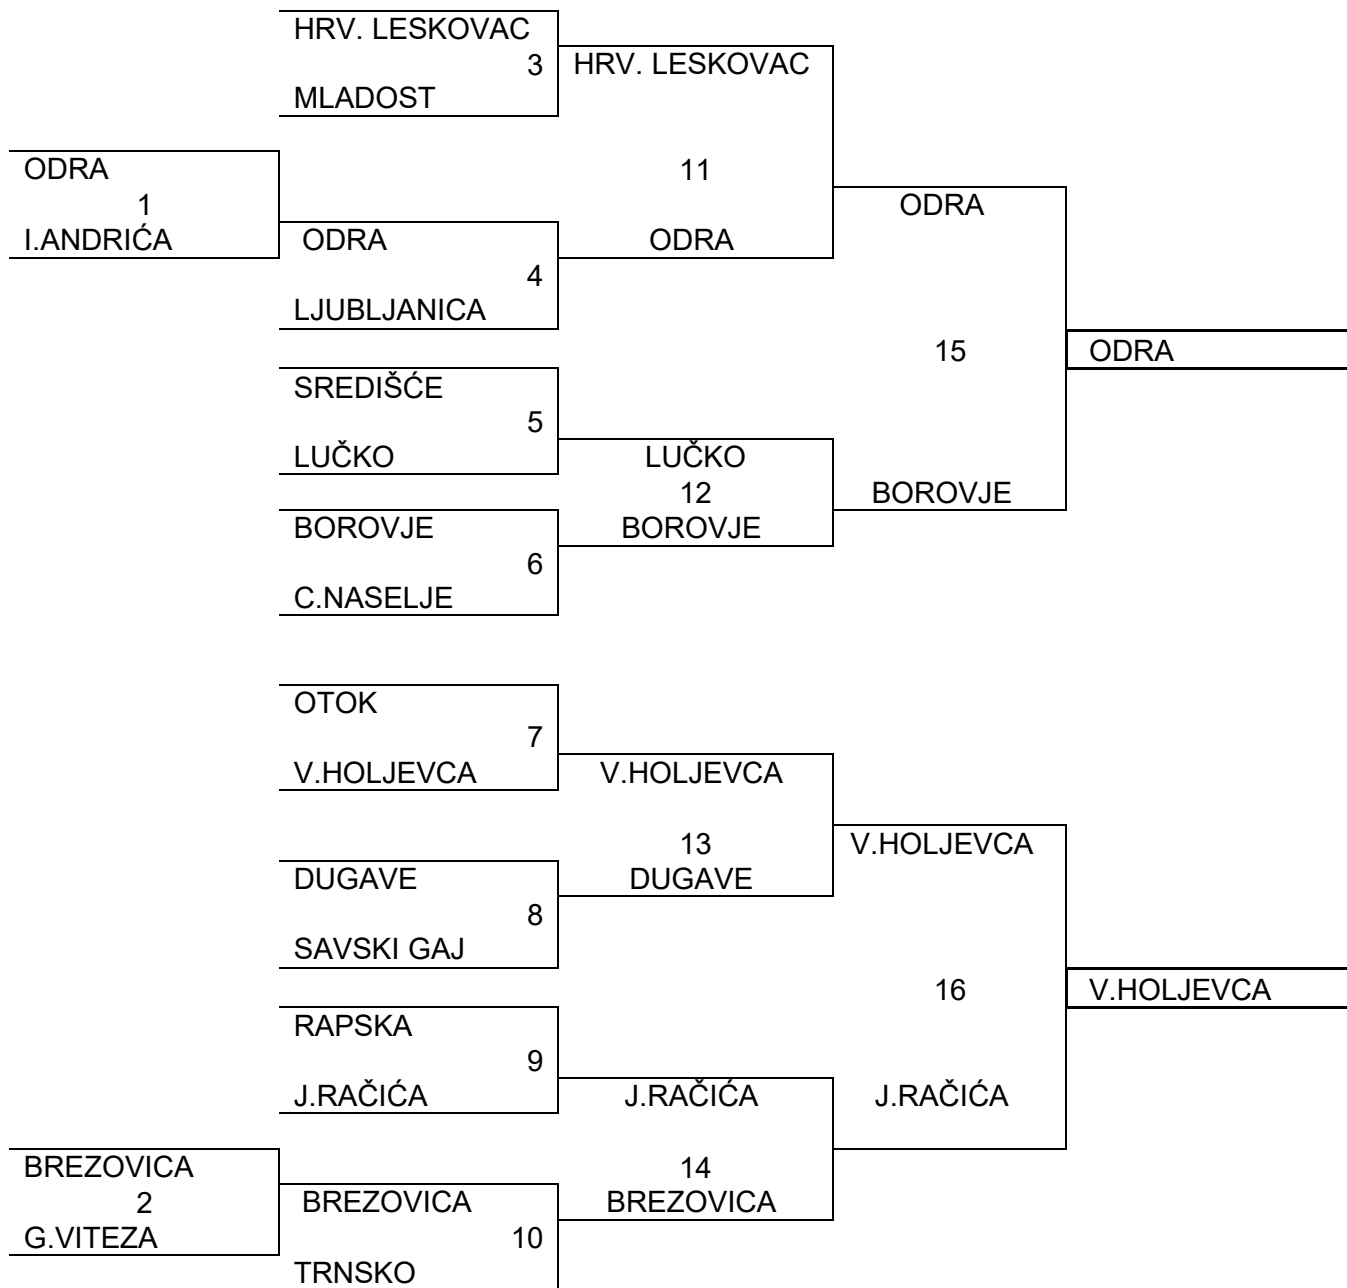 HRV. LESKOVAC
3
HRV. LESKOVAC
MLADOST
ODRA
11
1
ODRA
I.ANDRIĆA
ODRA
ODRA
4
LJUBLJANICA
15
ODRA
SREDIŠĆE
5
LUČKO
LUČKO
12
BOROVJE
BOROVJE
BOROVJE
6
C.NASELJE
OTOK
7
V.HOLJEVCA
V.HOLJEVCA
13
V.HOLJEVCA
DUGAVE
DUGAVE
8
SAVSKI GAJ
16
V.HOLJEVCA
RAPSKA
9
J.RAČIĆA
J.RAČIĆA
J.RAČIĆA
BREZOVICA
14
2
BREZOVICA
BREZOVICA
G.VITEZA
10
TRNSKO